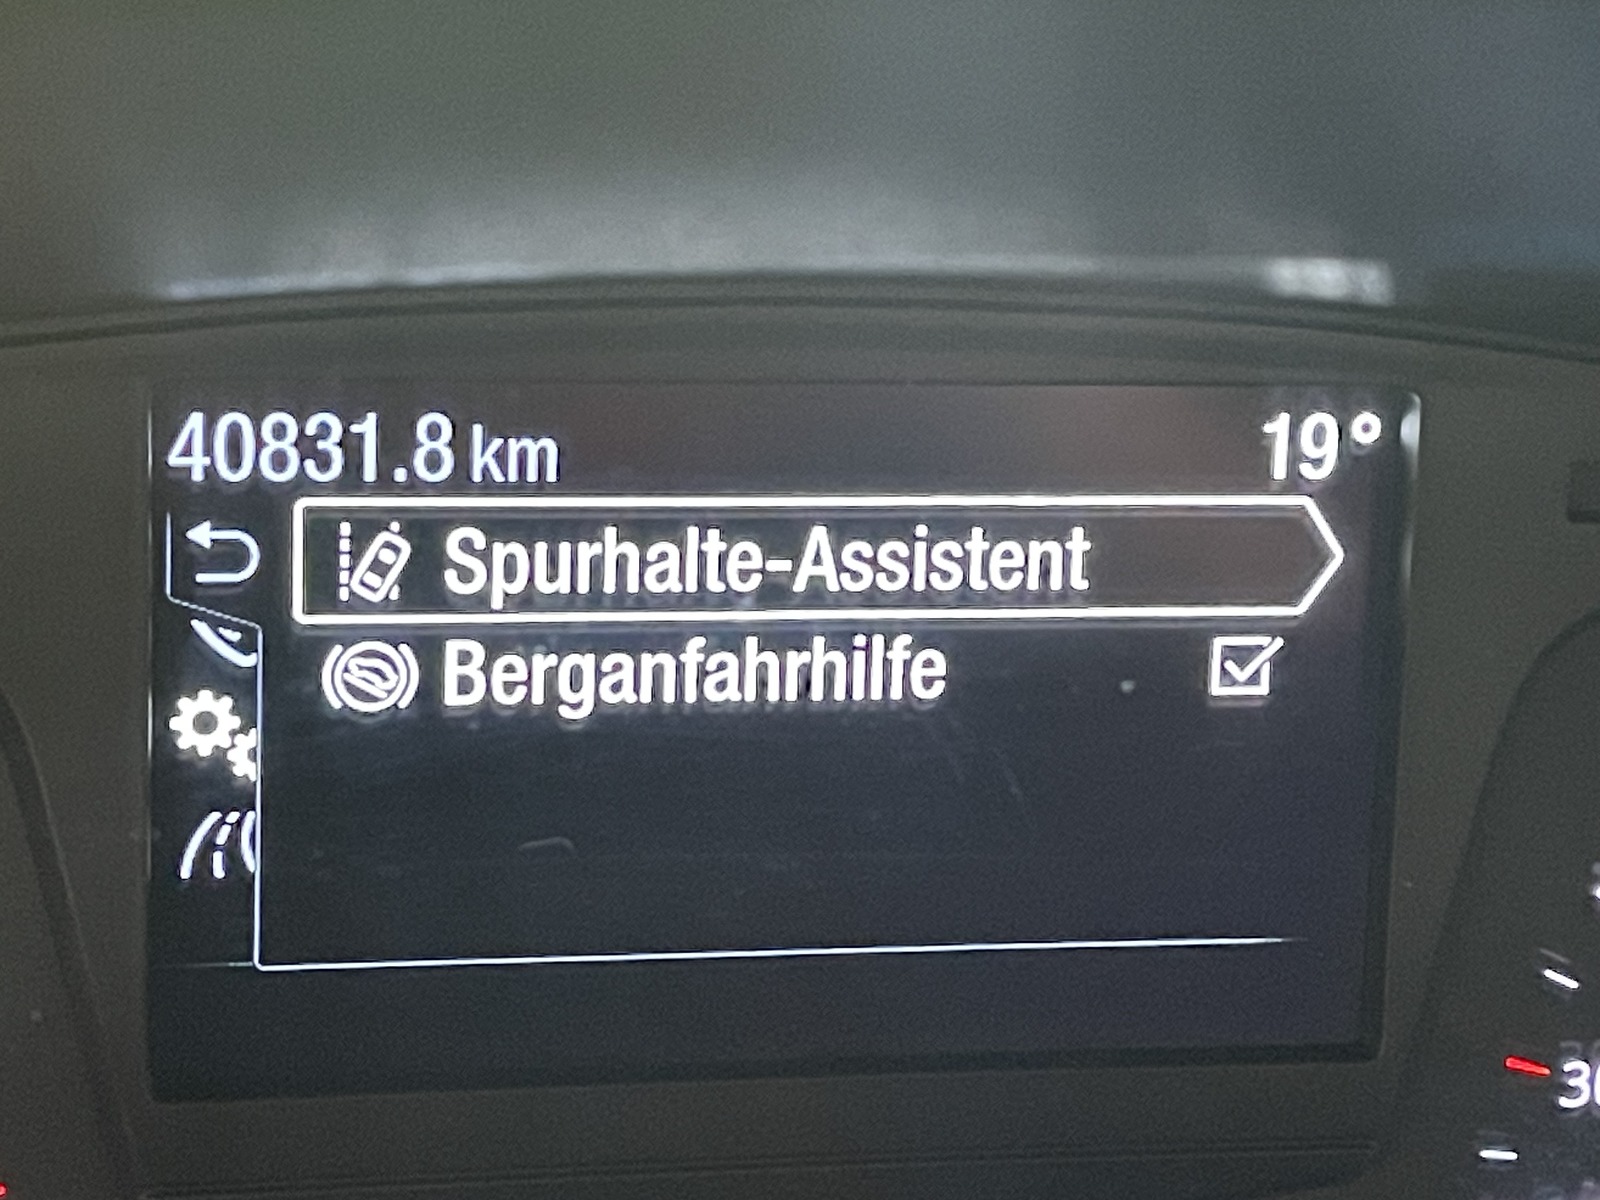 40831.8 km 19°
Spurhalte-Assistent
Berganfahrhilfe